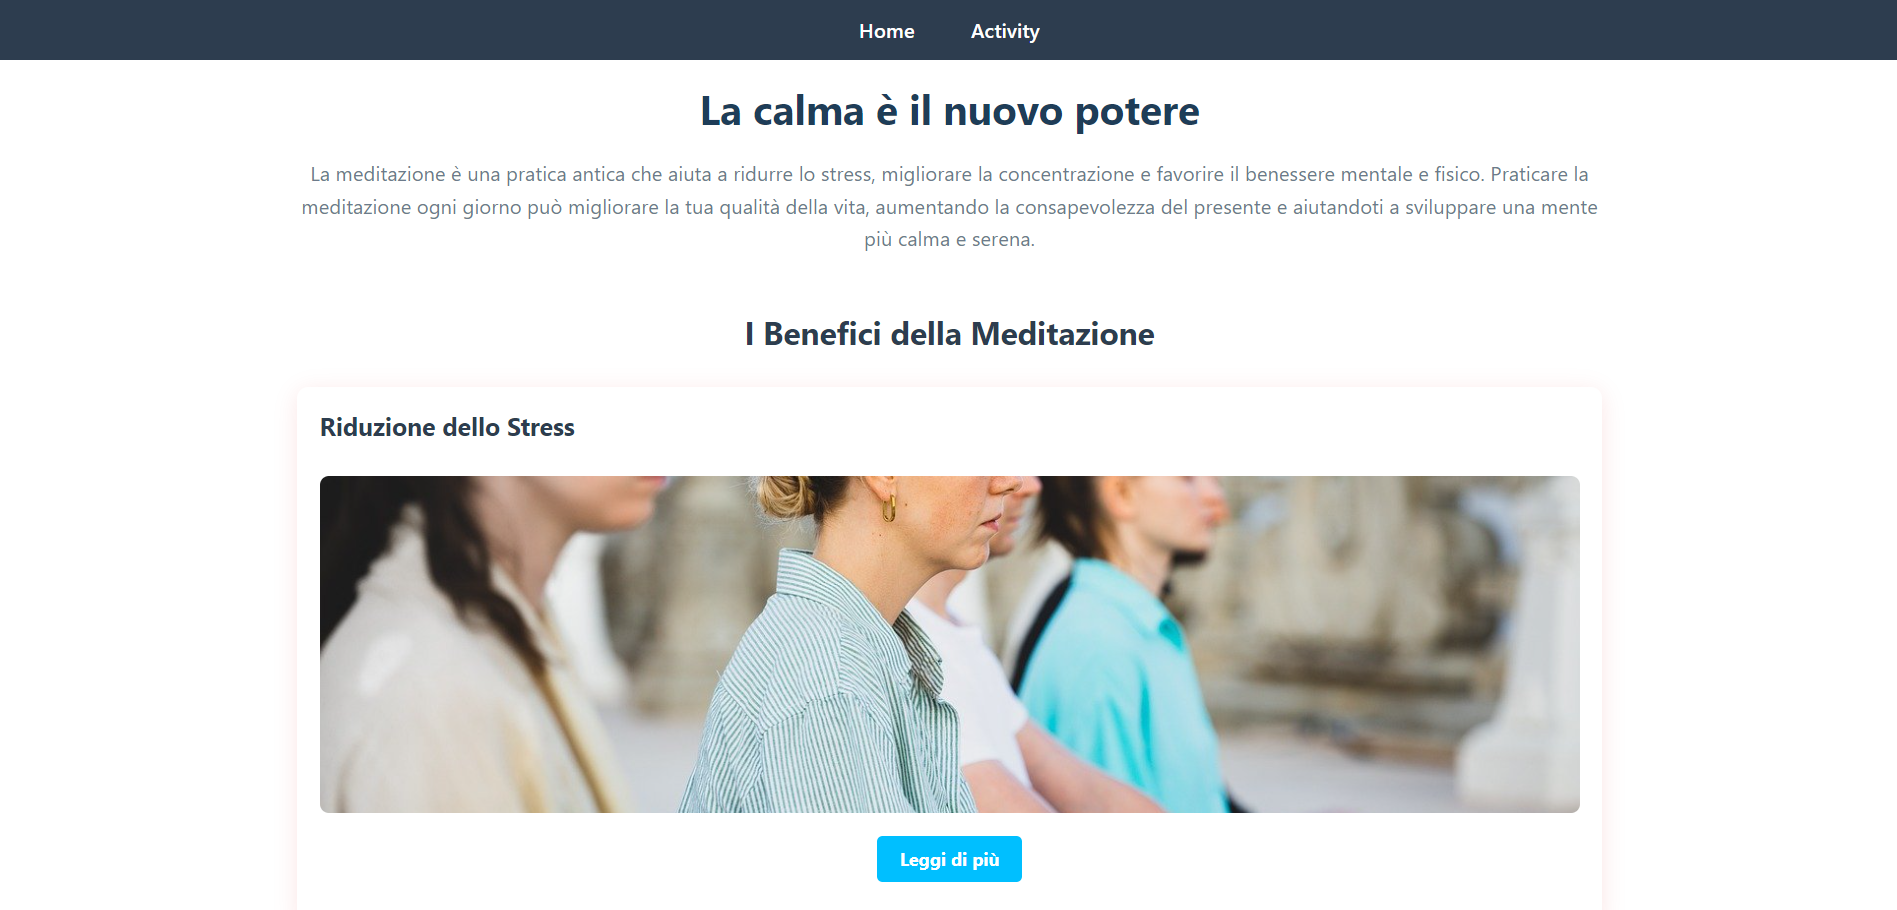 Home Activity
La calma è il nuovo potere
La meditazione è una pratica antica che aiuta a ridurre lo stress, migliorare la concentrazione e favorire il benessere mentale e fisico. Praticare la
meditazione ogni giorno può migliorare la tua qualità della vita, aumentando la consapevolezza del presente e aiutandoti a sviluppare una mente
più calma e serena.
I Benefici della Meditazione
Riduzione dello Stress
Leggi di più